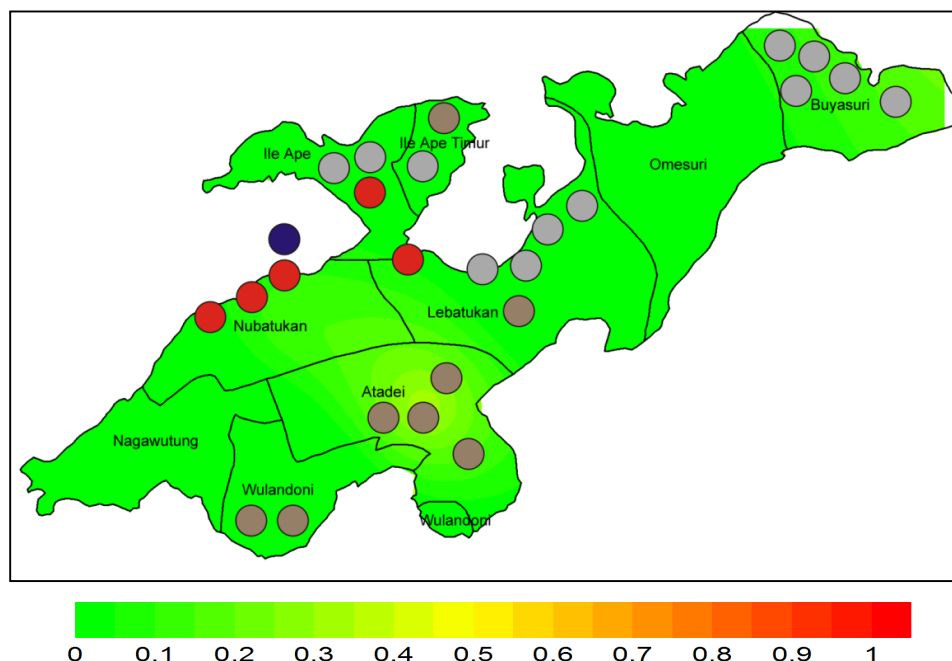 Buyasuri
Ile Ape
Ile Ape Timur
Omesuri
Lebatukan
Nubatukan
Atadei
Nagawutung
Wulandoni
Wulandoni
0 0.1 0.2 0.3 0.4 0.5 0.6 0.7 0.8 0.9 1